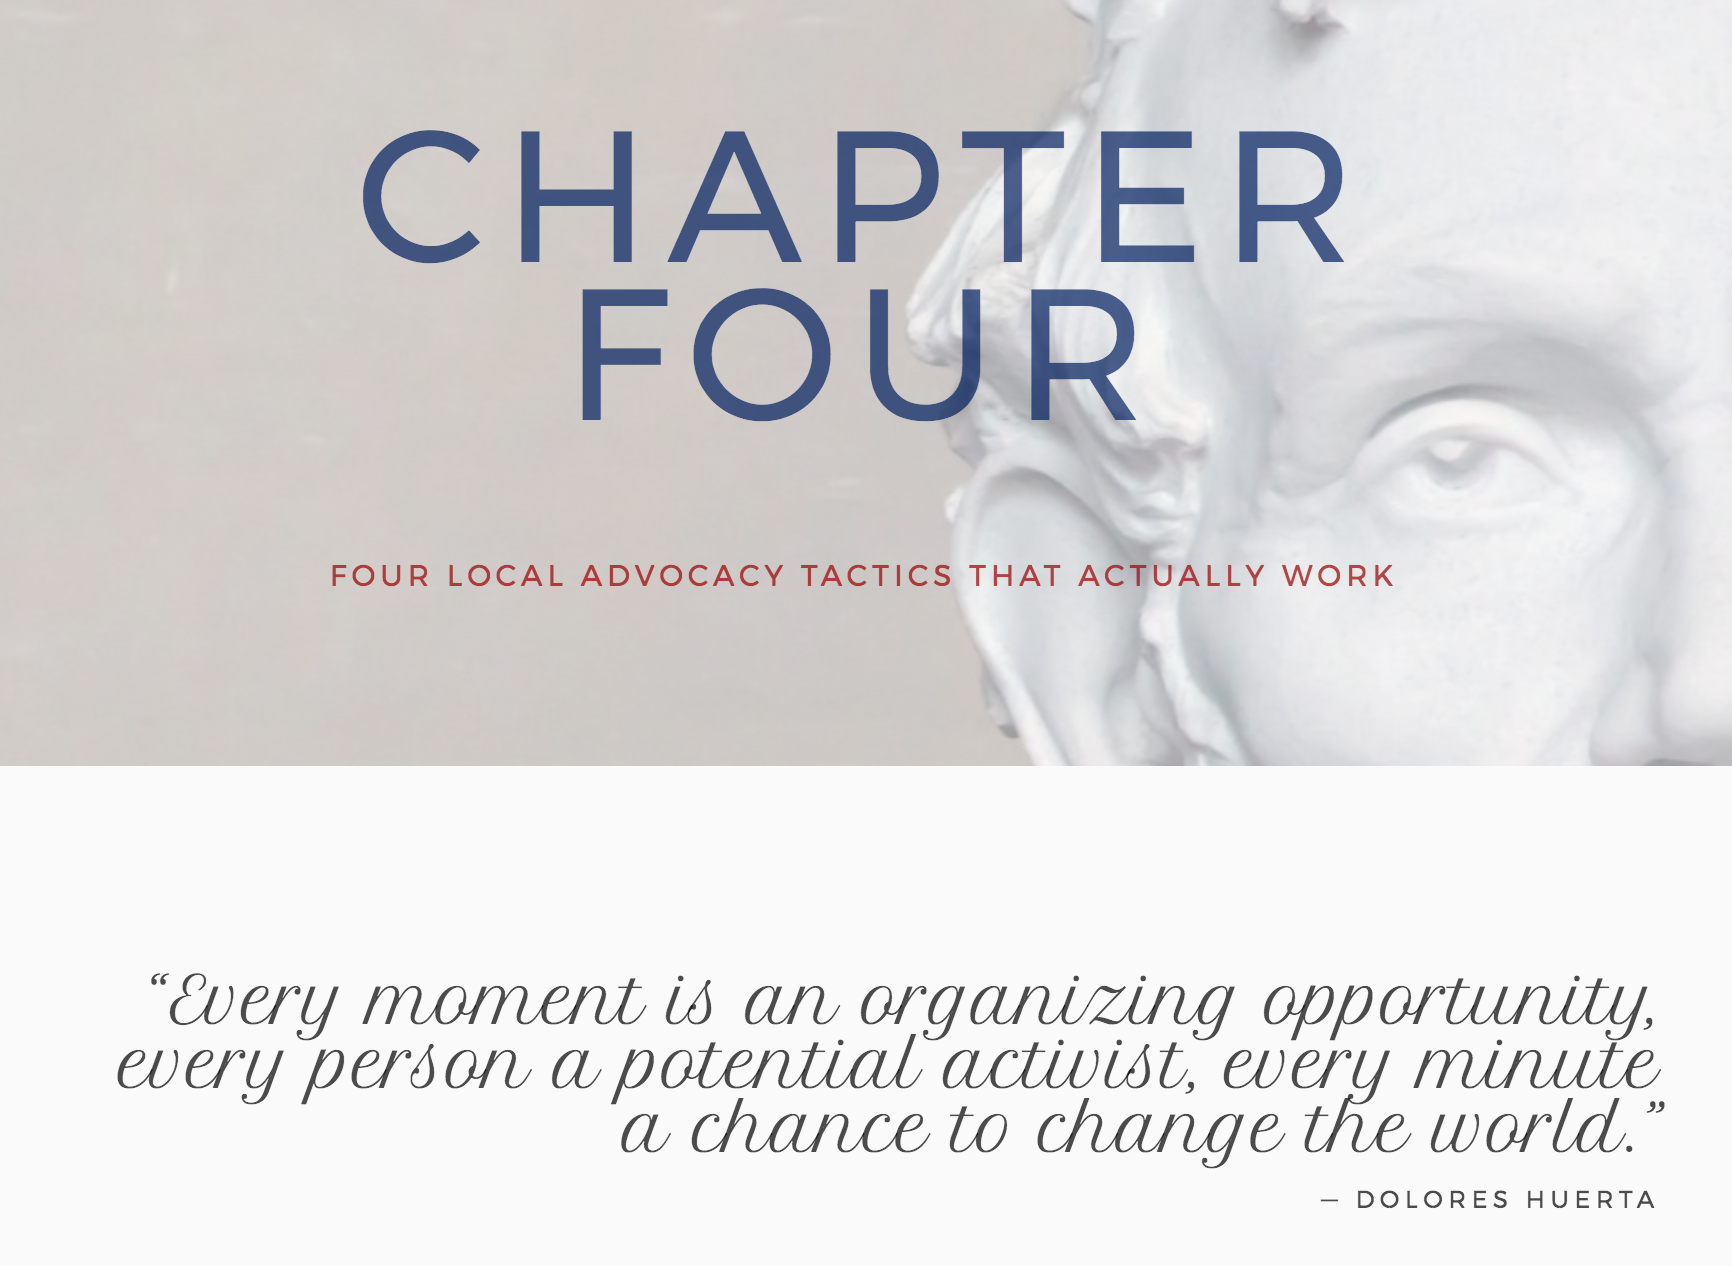 CHAPTER
FOUR
FOUR LOCAL ADVOCACY TACTICS THAT ACTUALLY WORK
“Every moment is an organizing opportunity,
every person a potential activist, every minute
a chance to change the world.”
— DOLORES HUERTA